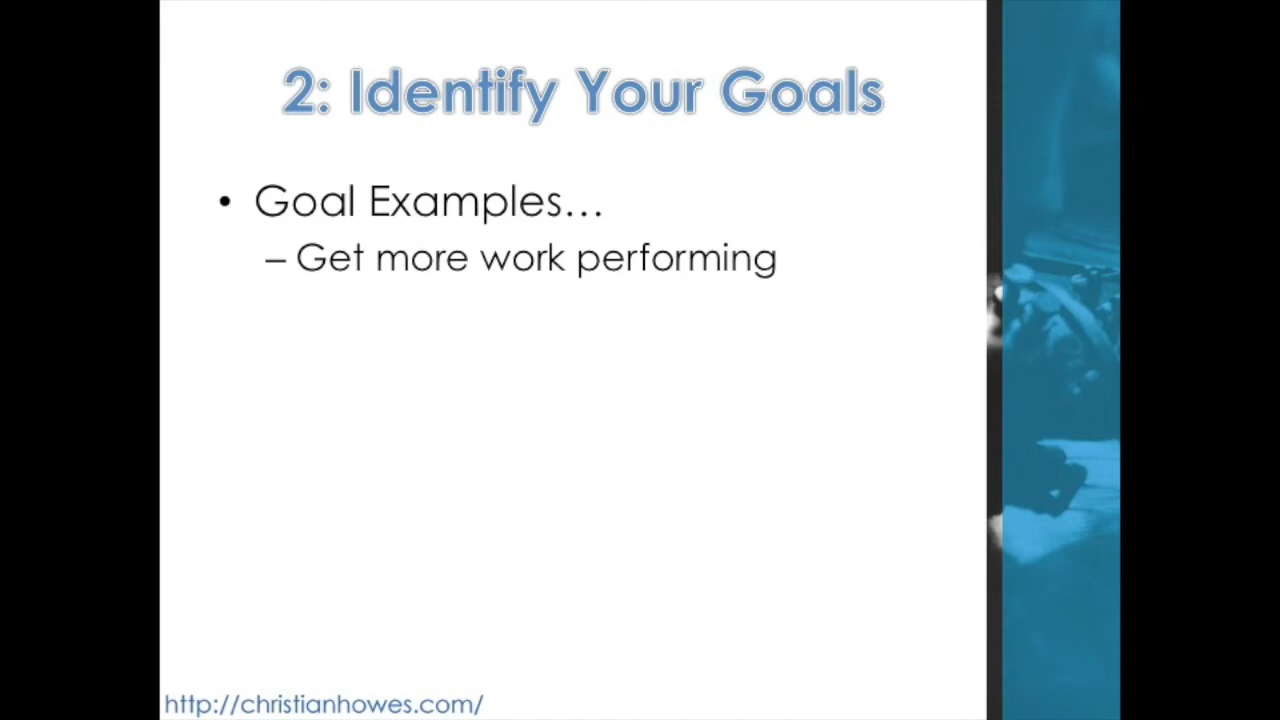 2: Identify Your Goals
• Goal Examples…
– Get more work performing
http://christianhowes.com/